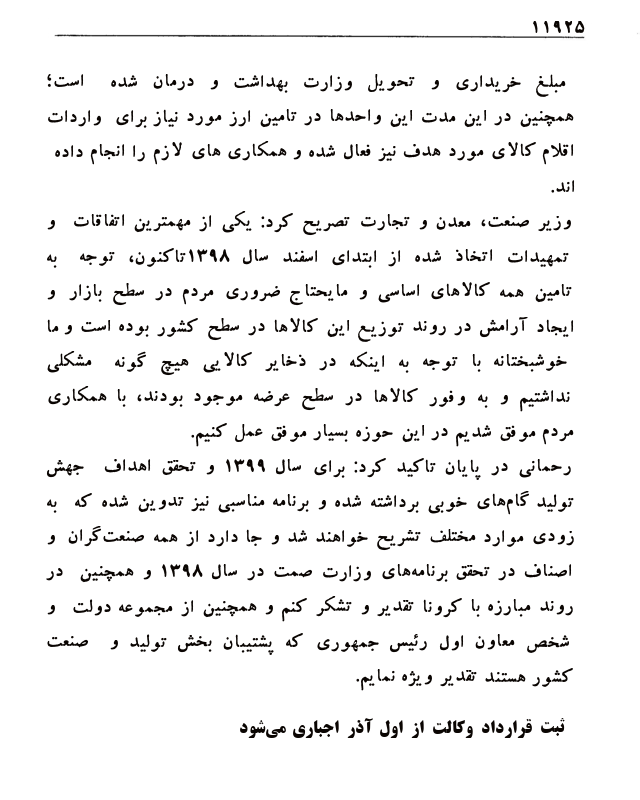 ۱۱۹۲۵
مبلغ خریداری و تحویل وزارت بهداشت و درمان شده است؛
همچنین در این مدت این واحدها در تامین ارز مورد نیاز برای واردات
اقلام کالای مورد هدف نیز فعال شده و همکاری های لازم را انجام داده
اند.
وزیر صنعت، معدن و تجارت تصریح کرد: یکی از مهمترین اتفاقات و
تمهیدات اتخاذ شده از ابتدای اسفند سال ۱۳۹۸تاکنون، توجه به
تامین همه کالاهای اساسی و مایحتاج ضروری مردم در سطح بازار و
ایجاد آرامش در روند توزیع این کالاها در سطح کشور بوده است و ما
خوشبختانه با توجه به اینکه در ذخایر کالایی هیچ گونه مشکلی
نداشتیم و به وفور کالاها در سطح عرضه موجود بودند، با همکاری
مردم موفق شدیم در این حوزه بسیار موفق عمل کنیم.
رحمانی در پایان تاکید کرد: برای سال ۱۳۹۹ و تحقق اهداف جهش
تولید گام‌های خوبی برداشته شده و برنامه مناسبی نیز تدوین شده که به
زودی موارد مختلف تشریح خواهند شد و جا دارد از همه صنعت‌گران و
اصناف در تحقق برنامه‌های وزارت صمت در سال ۱۳۹۸ و همچنین در
روند مبارزه با کرونا تقدیر و تشکر کنم و همچنین از مجموعه دولت و
شخص معاون اول رئیس جمهوری که پشتیبان بخش تولید و صنعت
کشور هستند تقدیر ویژه نمایم.
ثبت قرارداد وکالت از اول آذر اجباری می‌شود